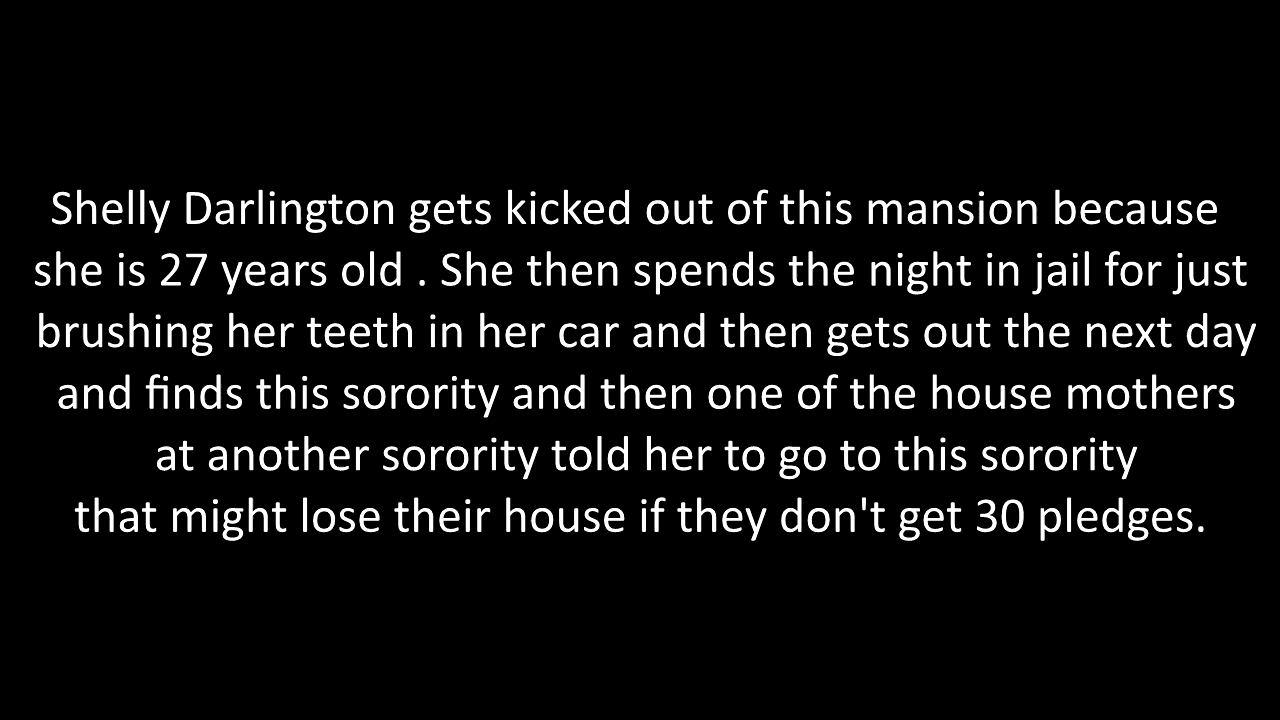 Shelly Darlington gets kicked out of this mansion because
she is 27 years old . She then spends the night in jail for just
brushing her teeth in her car and then gets out the next day
and finds this sorority and then one of the house mothers
at another sorority told her to go to this sorority
that might lose their house if they don't get 30 pledges.